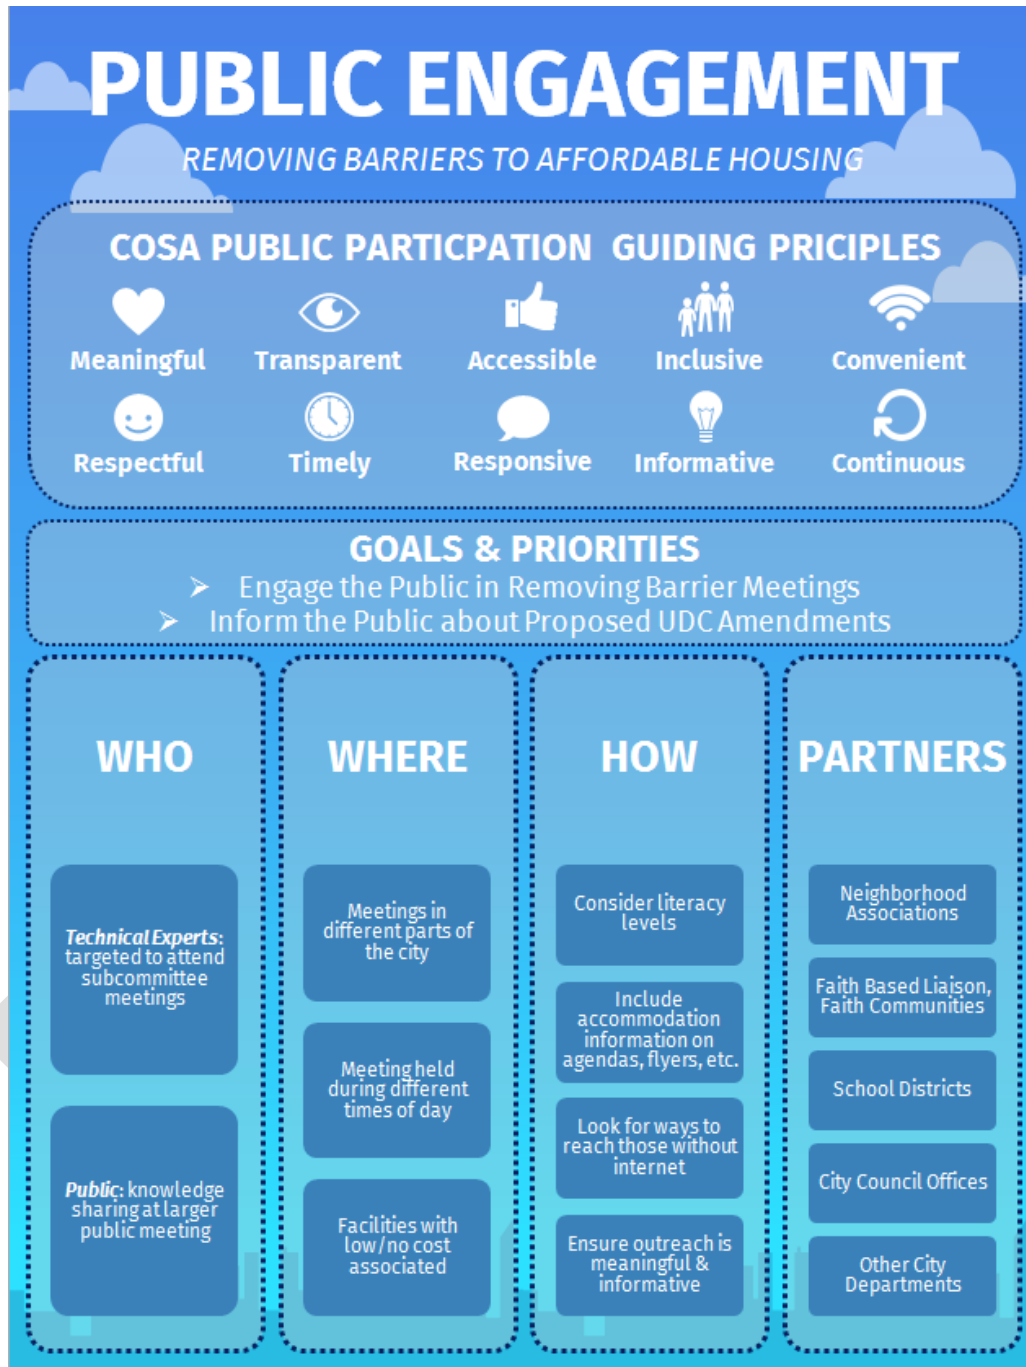 PUBLIC ENGAGEMENT
REMOVING BARRIERS TO AFFORDABLE HOUSING
COSA PUBLIC PARTICPATION GUIDING PRICIPLES
Meaningful
Transparent
Accessible
Inclusive
Convenient
Respectful
Timely
Responsive
Informative
Continuous
GOALS & PRIORITIES
➢ Engage the Public in Removing Barrier Meetings
➢ Inform the Public about Proposed UDC Amendments
WHO
Technical Experts:
targeted to attend
subcommittee
meetings
Public: knowledge
sharing at larger
public meeting
WHERE
Meetings in
different parts of
the city
Meeting held
during different
times of day
Facilities with
low/no cost
associated
HOW
Consider literacy
levels
Include
accommodation
information on
agendas, flyers, etc.
Look for ways to
reach those without
internet
Ensure outreach is
meaningful &
informative
PARTNERS
Neighborhood
Associations
Faith Based Liaison,
Faith Communities
School Districts
City Council Offices
Other City
Departments